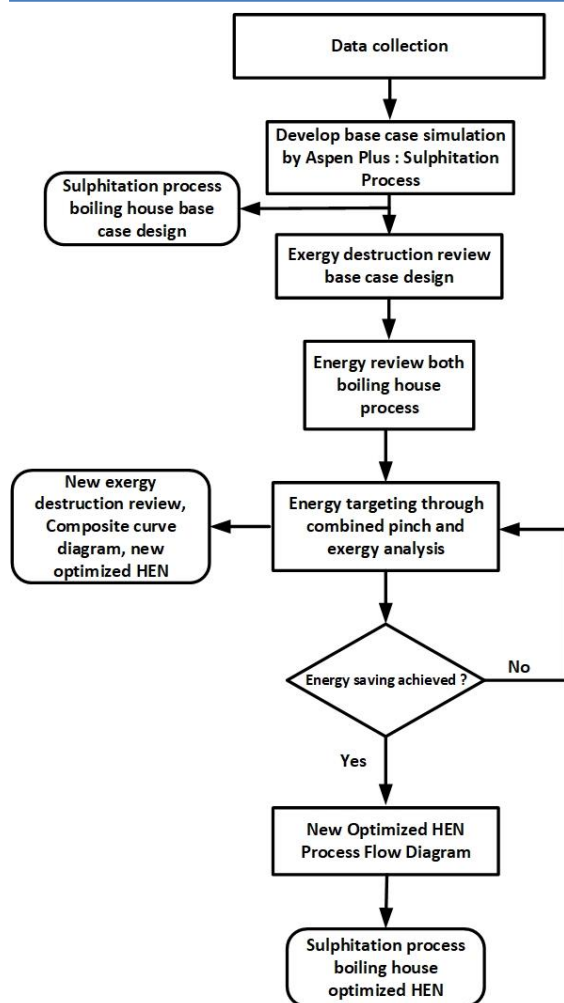 Data collection
Develop base case simulation
by Aspen Plus : Sulphitation
Process
Sulphitation process
boiling house base
case design
Exergy destruction review
base case design
Energy review both
boiling house
process
New exergy
destruction review,
Composite curve
diagram, new
optimized HEN
Energy targeting through
combined pinch and
exergy analysis
Energy saving achieved ?
No
Yes
New Optimized HEN
Process Flow Diagram
Sulphitation process
boiling house
optimized HEN